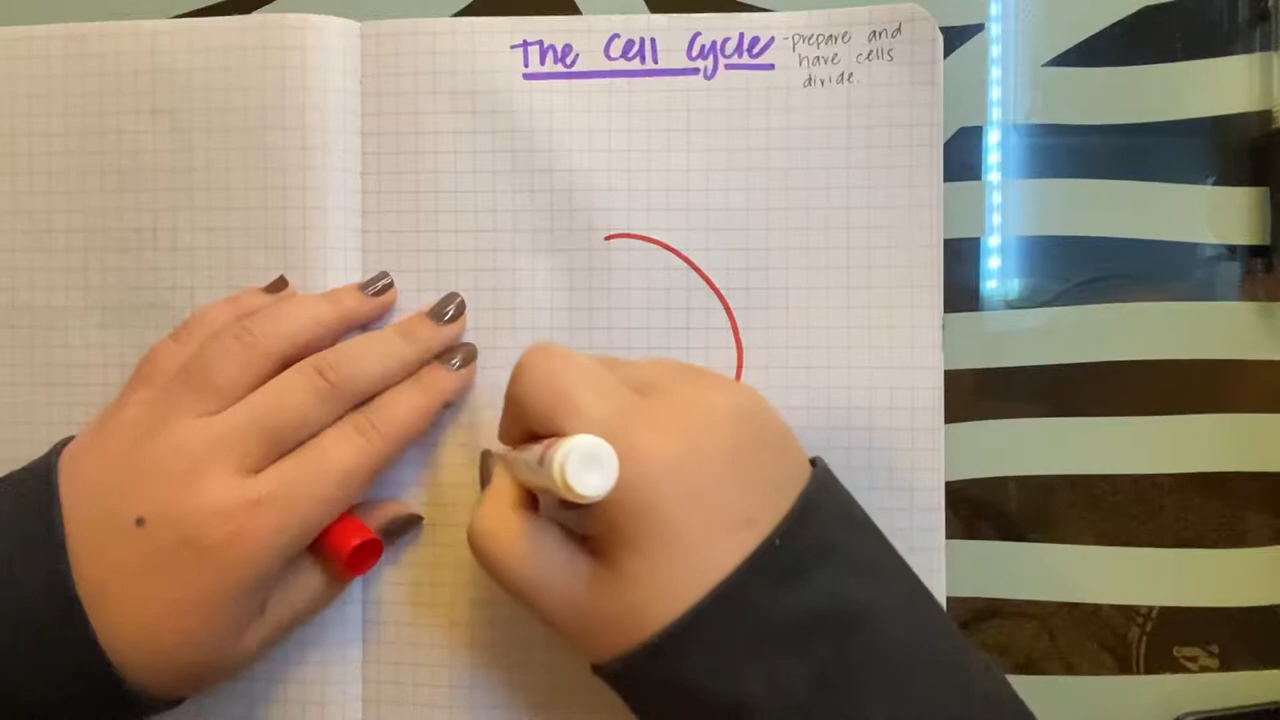 The Cell Cycle
-prepare and
have cells
divide.